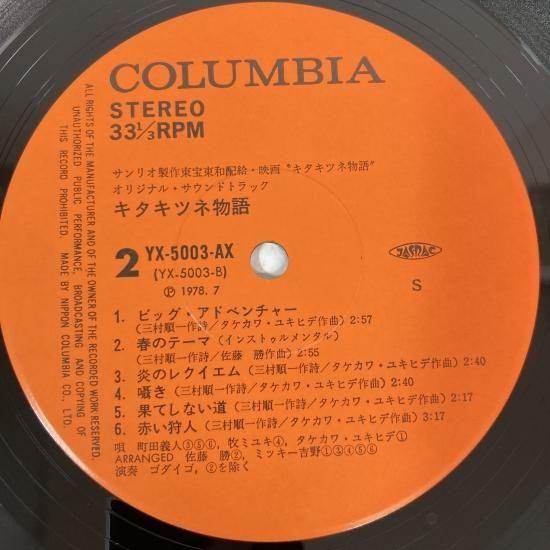 COLUMBIA
STEREO
33 1/3 RPM
サンリオ製作東宝東和配給・映画〝キタキツネ物語〟
オリジナル・サウンドトラック
キタキツネ物語
2 YX-5003-AX
(YX-5003-B)
Ⓟ 1978. 7
JASRAC
S
1. ビッグ・アドベンチャー
(三村順一作詩/タケカワ・ユキヒデ作曲) 2:57
2. 春のテーマ (インストゥルメンタル)
(三村順一作詩/佐藤 勝作曲) 2:55
3. 炎のレクイエム (三村順一作詩/タケカワ・ユキヒデ作曲) 2:40
4. 囁き (三村順一作詩/タケカワ・ユキヒデ作曲) 2:40
5. 果てしない道 (三村順一作詩/タケカワ・ユキヒデ作曲) 2:17
6. 赤い狩人 (三村順一作詩/タケカワ・ユキヒデ作曲) 3:17
唄 町田義人③⑤⑥, 牧ミユキ④, タケカワ・ユキヒデ①
ARRANGED 佐藤 勝②, ミッキー吉野①③④⑤⑥
演奏 ゴダイゴ, ②を除く
ALL RIGHTS OF THE MANUFACTURER AND OF THE OWNER OF THE RECORDED WORK RESERVED.
UNAUTHORIZED PUBLIC PERFORMANCE, BROADCASTING AND COPYING OF
THIS RECORD PROHIBITED. MADE BY NIPPON COLUMBIA CO., LTD.